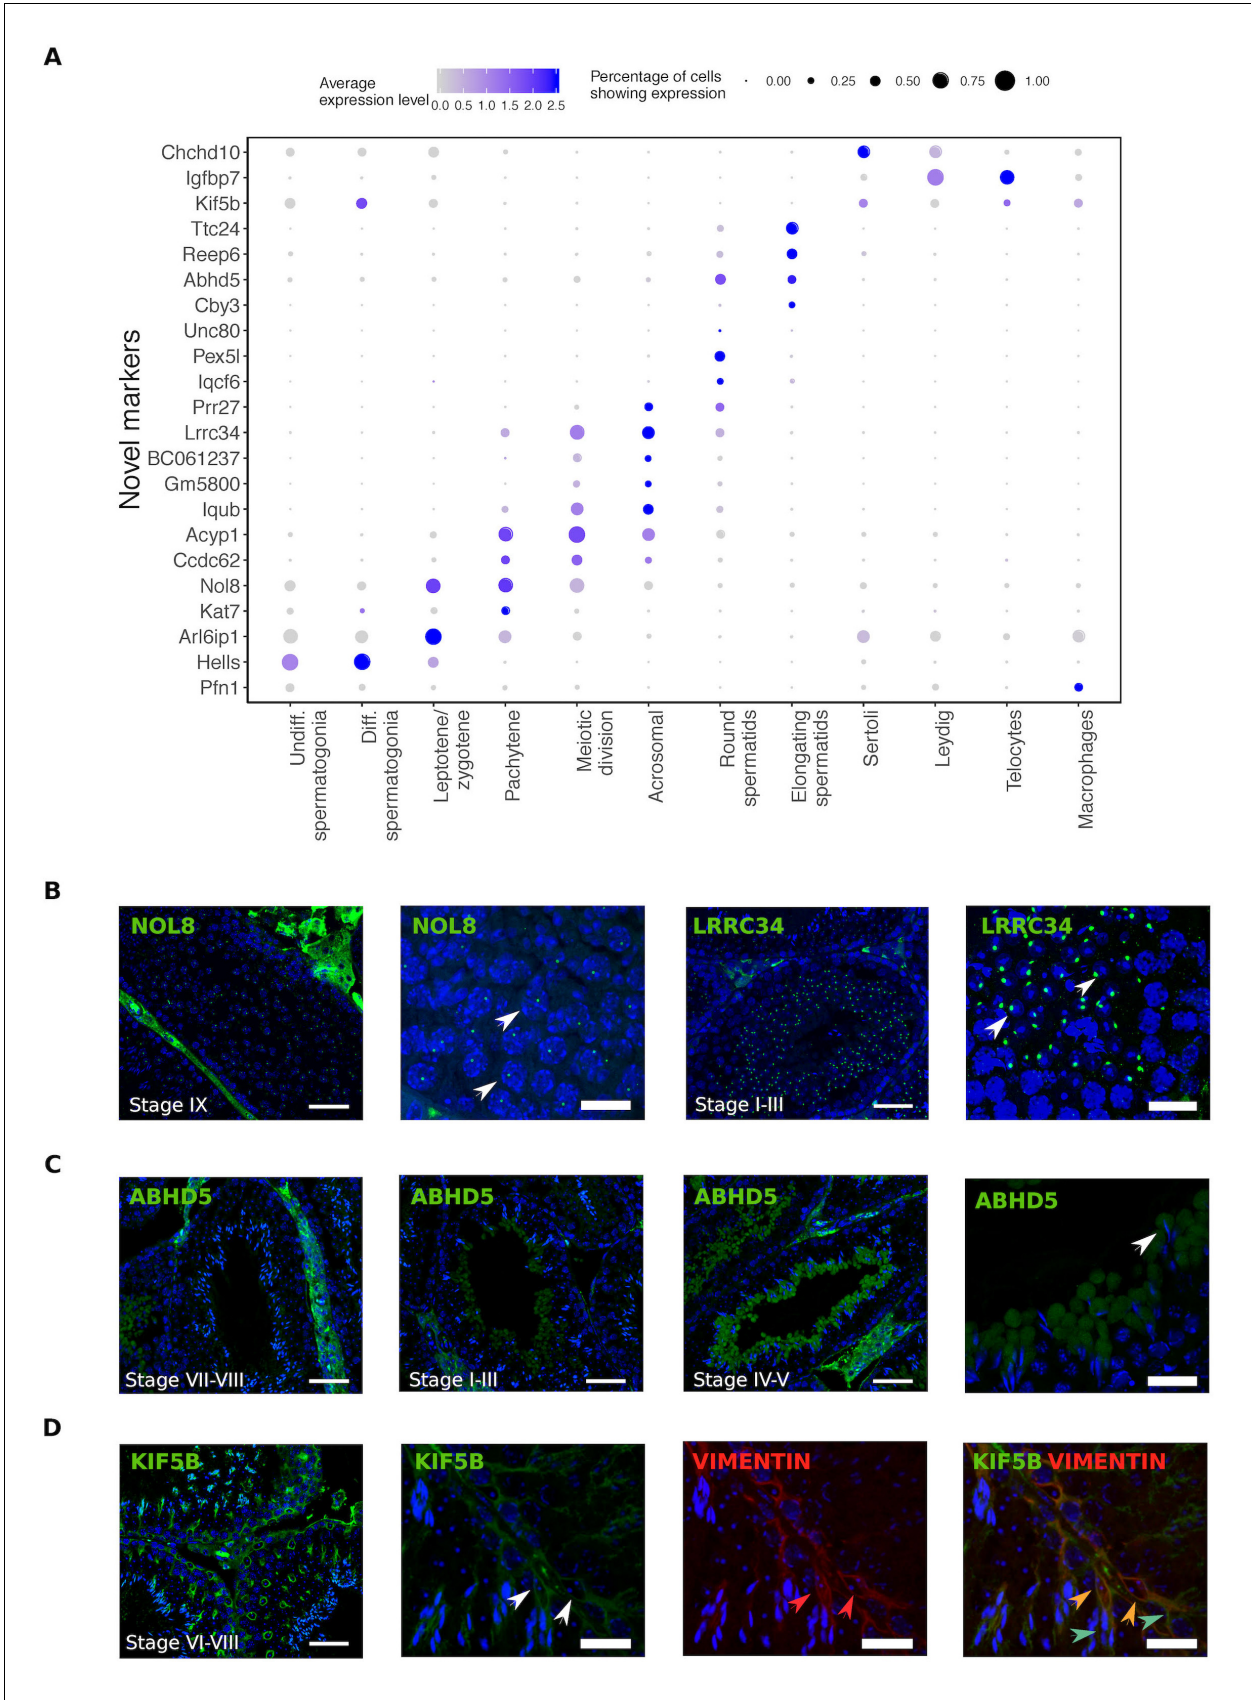 A
Average
expression level
0.0 0.5 1.0 1.5 2.0 2.5
Percentage of cells
showing expression
0.00 0.25 0.50 0.75 1.00
Novel markers
Chchd10
Igfbp7
Kif5b
Ttc24
Reep6
Abhd5
Cby3
Unc80
Pex5l
Iqcf6
Prr27
Lrrc34
BC061237
Gm5800
Iqub
Acyp1
Ccdc62
Nol8
Kat7
Arl6ip1
Hells
Pfn1
Undiff.
spermatogonia
Diff.
spermatogonia
Leptotene/
zygotene
Pachytene
Meiotic
division
Acrosomal
Round
spermatids
Elongating
spermatids
Sertoli
Leydig
Telocytes
Macrophages
B
NOL8
Stage IX
NOL8
LRRC34
Stage I-III
LRRC34
C
ABHD5
Stage VII-VIII
ABHD5
Stage I-III
ABHD5
Stage IV-V
ABHD5
D
KIF5B
Stage VI-VIII
KIF5B
VIMENTIN
KIF5B VIMENTIN